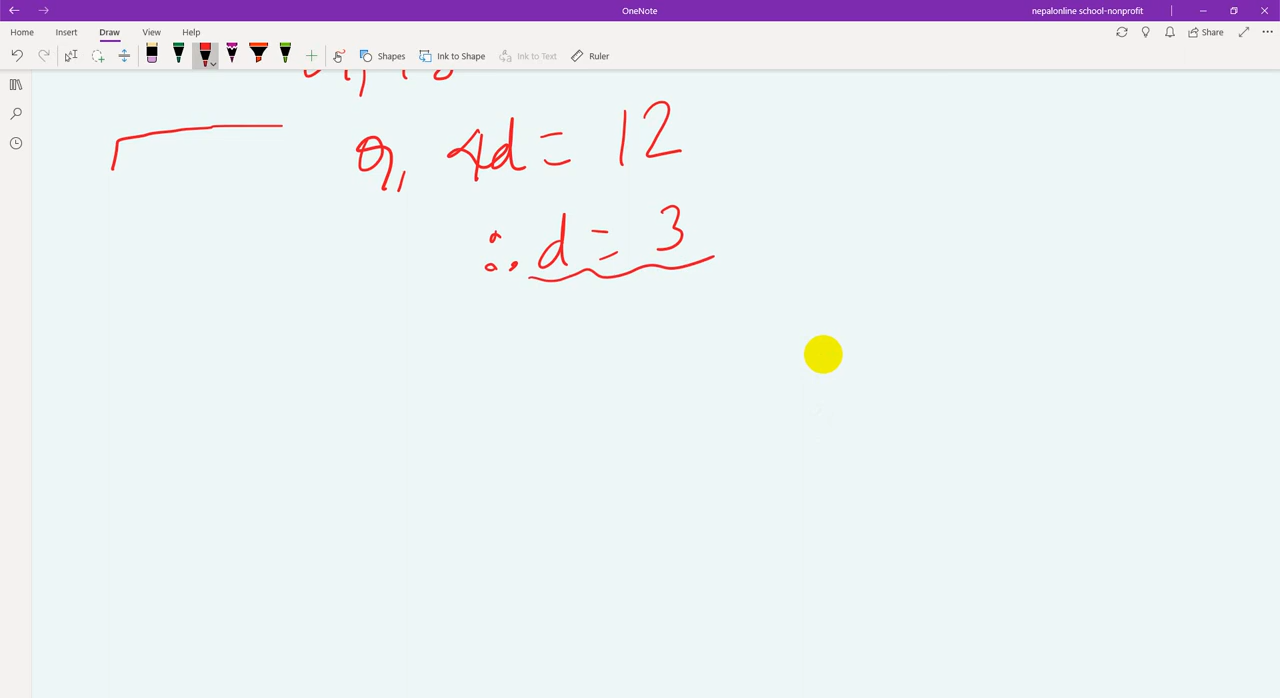 OneNote
nepalonline school-nonprofit
Home Insert Draw View Help Share
Shapes Ink to Shape Ink to Text Ruler
or, 4d = 12
∴ d = 3